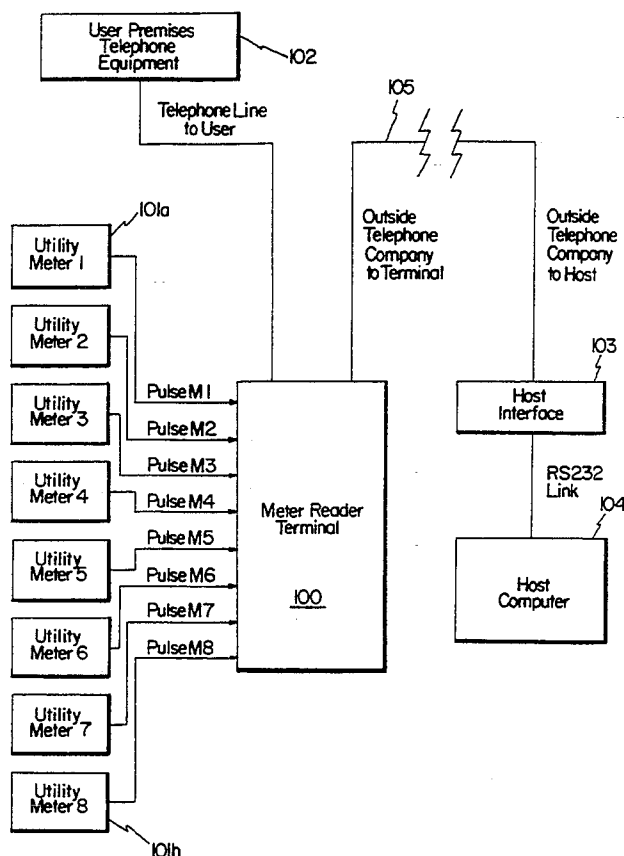 User Premises
Telephone
Equipment
102
Telephone Line
to User
105
101a
Utility
Meter 1
Utility
Meter 2
Utility
Meter 3
Utility
Meter 4
Utility
Meter 5
Utility
Meter 6
Utility
Meter 7
Utility
Meter 8
101h
Pulse M1
Pulse M2
Pulse M3
Pulse M4
Pulse M5
Pulse M6
Pulse M7
Pulse M8
Meter Reader
Terminal
100
Outside
Telephone
Company
to Terminal
Outside
Telephone
Company
to Host
103
Host
Interface
RS232
Link
104
Host
Computer